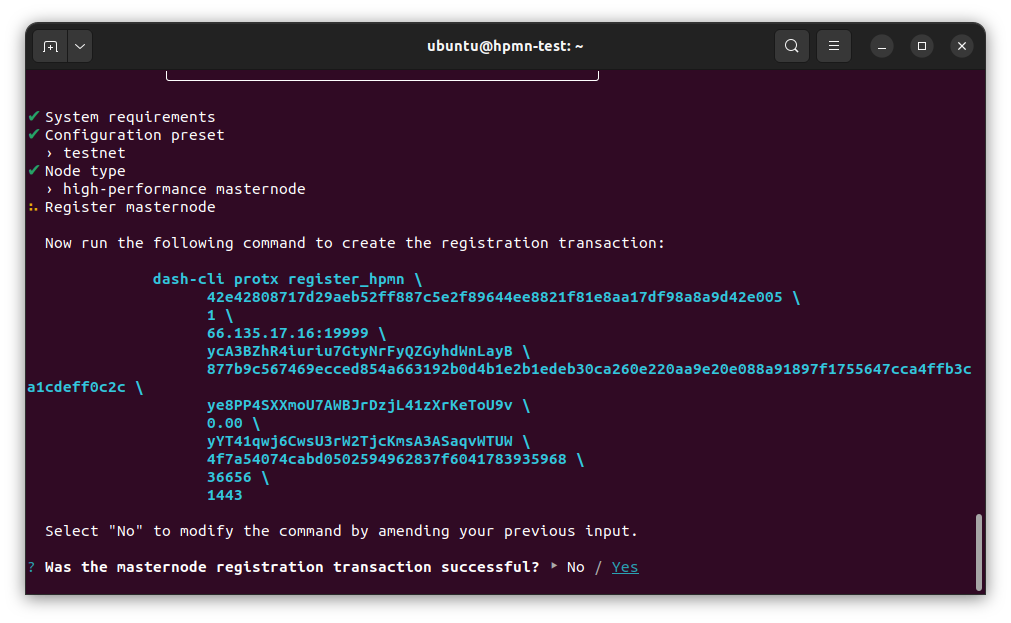 ubuntu@hpmn-test: ~
✔ System requirements
✔ Configuration preset
› testnet
✔ Node type
› high-performance masternode
Register masternode
Now run the following command to create the registration transaction:
dash-cli protx register_hpmn \
42e42808717d29aeb52ff887c5e2f89644ee8821f81e8aa17df98a8a9d42e005 \
1 \
66.135.17.16:19999 \
ycA3BZhR4iuriu7GtyNrFyQZGyhdWnLayB \
877b9c567469ecced854a663192b0d4b1e2b1edeb30ca260e220aa9e20e088a91897f1755647cca4ffb3c
a1cdeff0c2c \
ye8PP4SXXmoU7AWBJrDzjL41zXrKeToU9v \
0.00 \
yYT41qwj6CwsU3rW2TjcKmsA3ASaqvWTUW \
4f7a54074cabd0502594962837f6041783935968 \
36656 \
1443
Select "No" to modify the command by amending your previous input.
? Was the masternode registration transaction successful? ‣ No / Yes